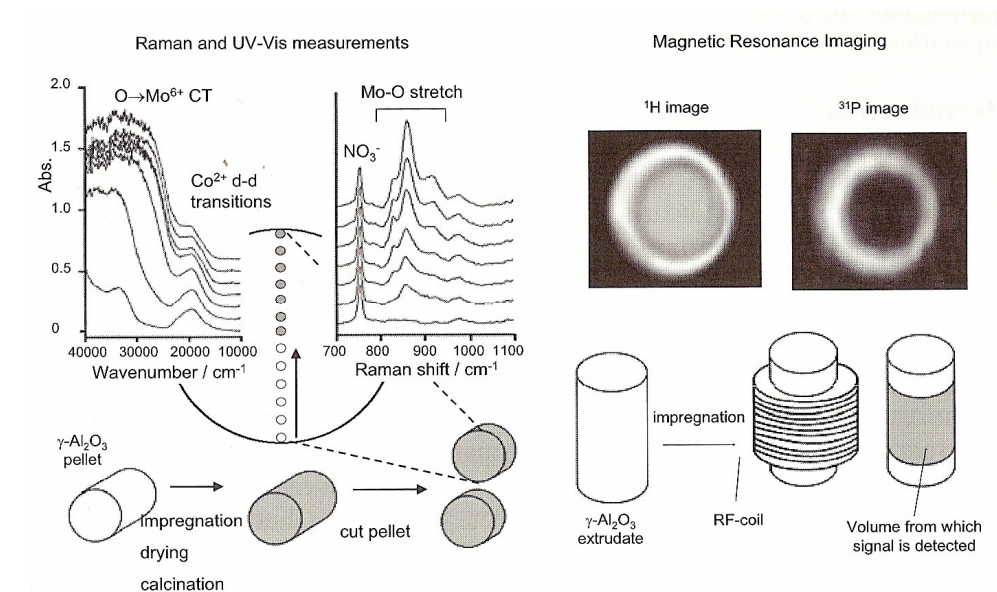 Raman and UV-Vis measurements
2.0
1.5
1.0
0.5
0
Abs.
O→Mo⁶⁺ CT
Co²⁺ d-d
transitions
40000 30000 20000 10000
Wavenumber / cm⁻¹
Mo-O stretch
NO₃⁻
700 800 900 1000 1100
Raman shift / cm⁻¹
γ-Al₂O₃
pellet
impregnation
drying
calcination
cut pellet
Magnetic Resonance Imaging
¹H image
³¹P image
impregnation
γ-Al₂O₃
extrudate
RF-coil
Volume from which
signal is detected